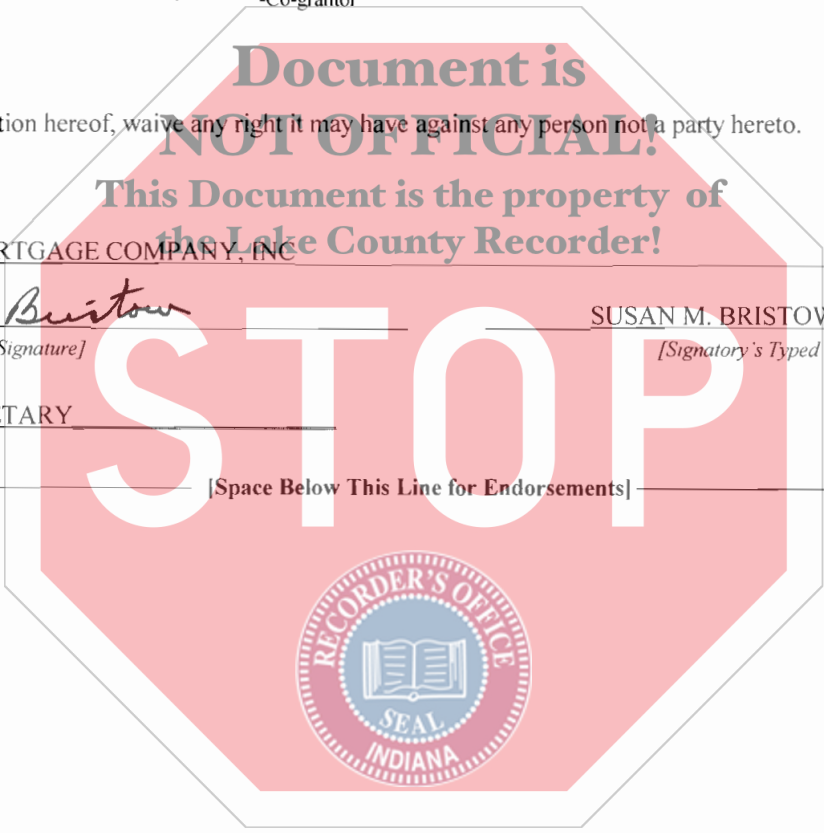 -Co-grantor
Document is
tion hereof, waive any right it may have against any person not a party hereto.
NOT OFFICIAL!
This Document is the property of
the Lake County Recorder!
RTGAGE COMPANY, INC
Bristow
SUSAN M. BRISTOW
Signature]
[Signatory's Typed
TARY
STOP
[Space Below This Line for Endorsements]
RECORDER'S OFFICE
SEAL
INDIANA